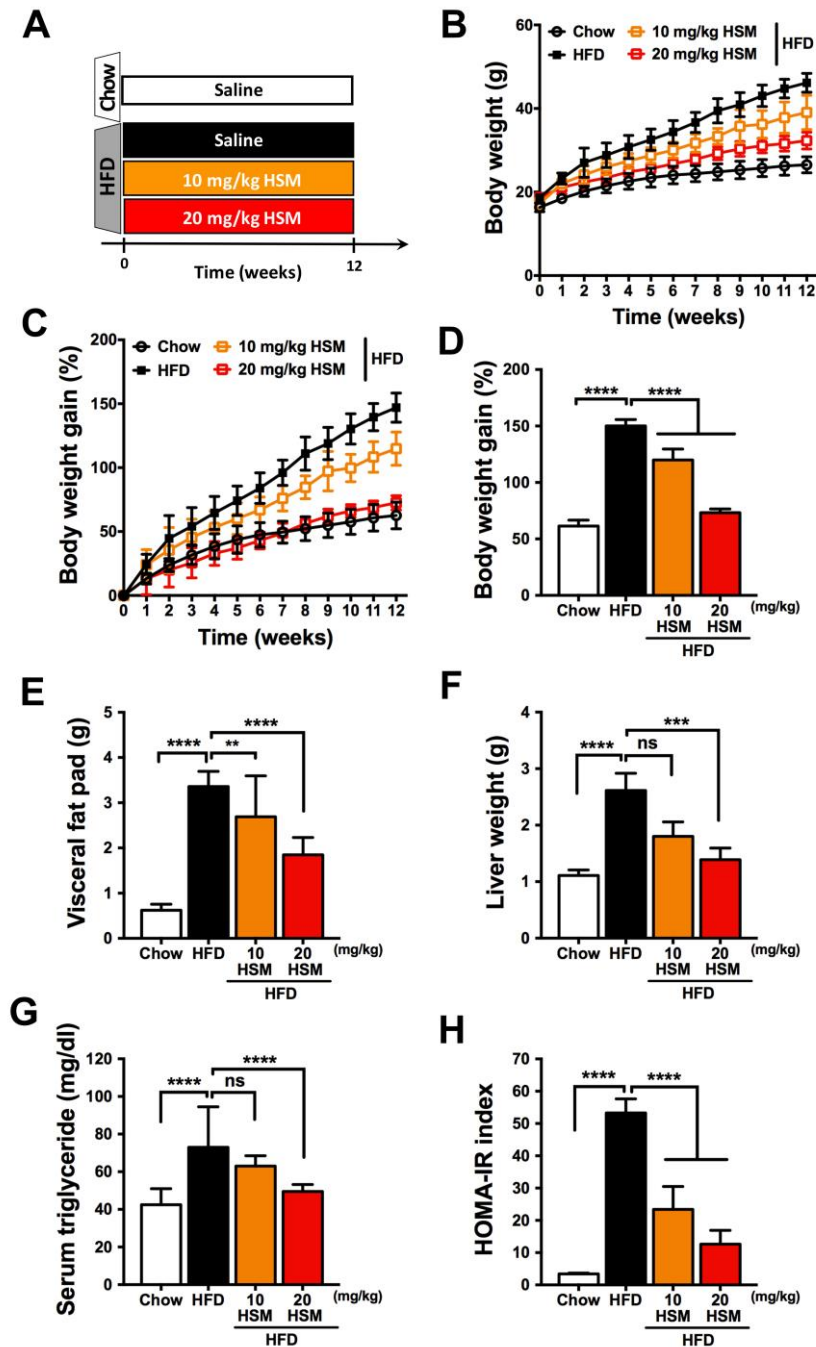 A
Chow
Saline
HFD
Saline
10 mg/kg HSM
20 mg/kg HSM
0
12
Time (weeks)
B
Chow
10 mg/kg HSM
HFD
20 mg/kg HSM
HFD
Body weight (g)
60
40
20
0
0 1 2 3 4 5 6 7 8 9 10 11 12
Time (weeks)
C
Chow
10 mg/kg HSM
HFD
20 mg/kg HSM
HFD
Body weight gain (%)
200
150
100
50
0
0 1 2 3 4 5 6 7 8 9 10 11 12
Time (weeks)
D
Body weight gain (%)
200
150
100
50
0
**** ****
Chow HFD 10 HSM 20 HSM (mg/kg)
HFD
E
Visceral fat pad (g)
5
4
3
2
1
0
****
**** **
Chow HFD 10 HSM 20 HSM (mg/kg)
HFD
F
Liver weight (g)
4
3
2
1
0
***
**** ns
Chow HFD 10 HSM 20 HSM (mg/kg)
HFD
G
Serum triglyceride (mg/dl)
120
100
80
60
40
20
0
****
**** ns
Chow HFD 10 HSM 20 HSM (mg/kg)
HFD
H
HOMA-IR index
70
60
50
40
30
20
10
0
**** ****
Chow HFD 10 HSM 20 HSM (mg/kg)
HFD